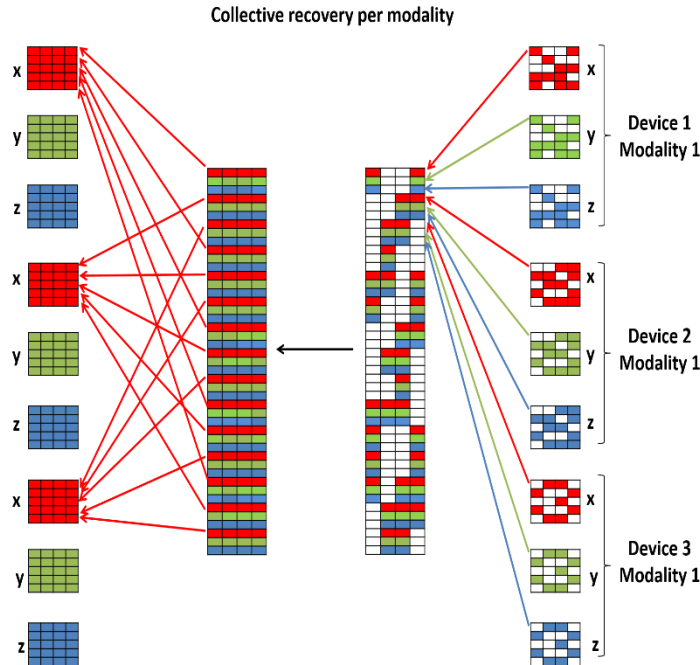 Collective recovery per modality
x
y
z
x
y
z
x
y
z
x
y
z
Device 1
Modality 1
x
y
z
Device 2
Modality 1
x
y
z
Device 3
Modality 1